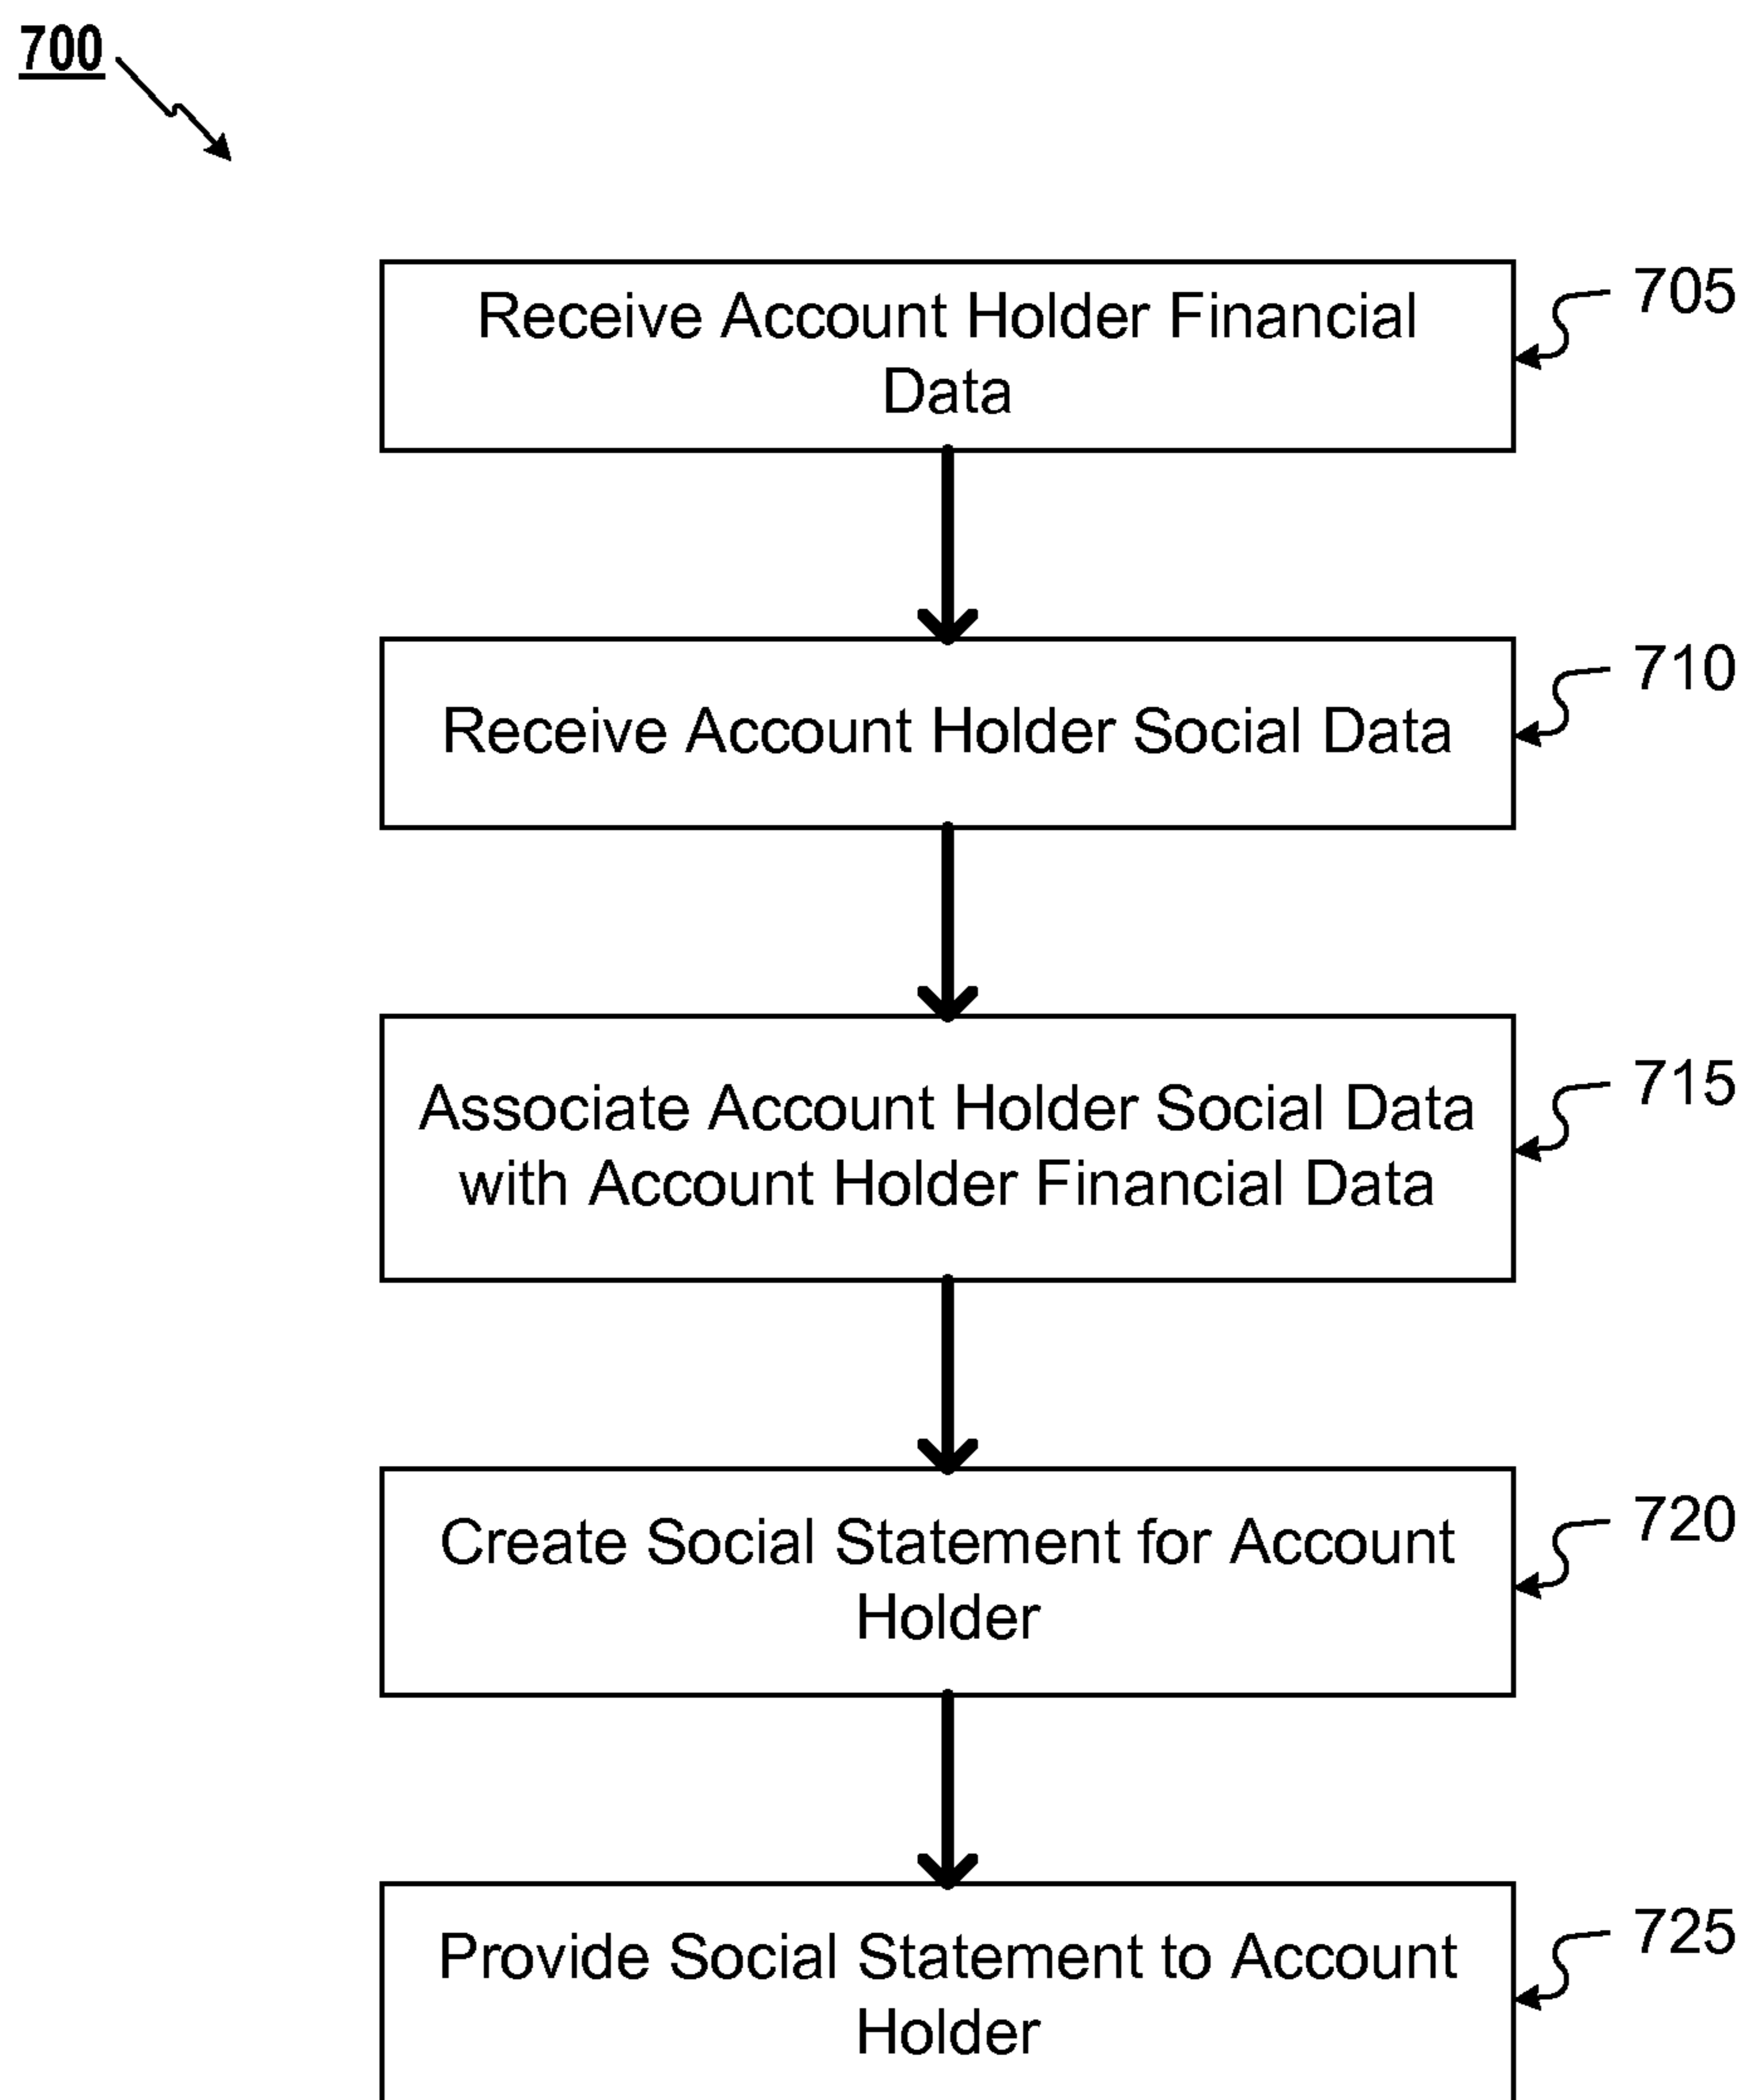 700
Receive Account Holder Financial
Data
705
Receive Account Holder Social Data
710
Associate Account Holder Social Data
with Account Holder Financial Data
715
Create Social Statement for Account
Holder
720
Provide Social Statement to Account
Holder
725